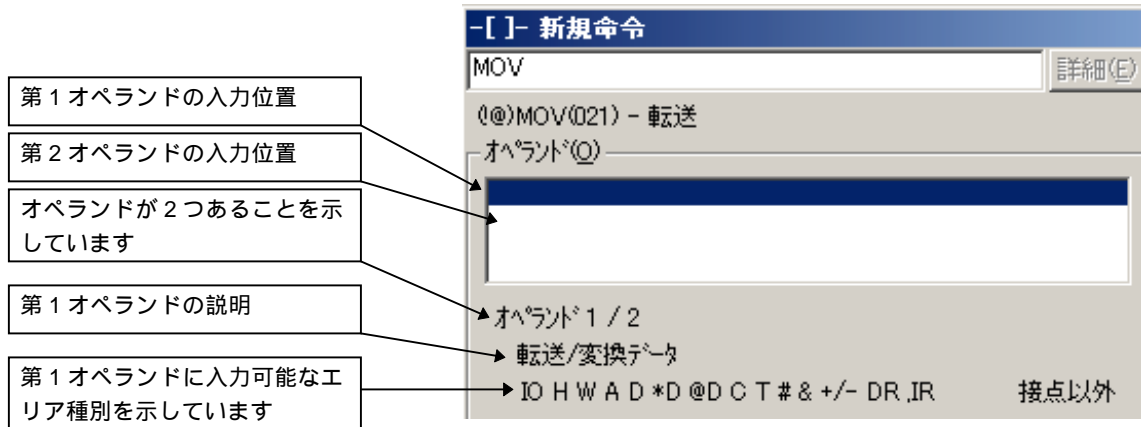 -[ ]- 新規命令
MOV
詳細(E)
(!@)MOV(021) - 転送
オペランド(O)
第１オペランドの入力位置
第２オペランドの入力位置
オペランドが２つあることを示
しています
第１オペランドの説明
第１オペランドに入力可能なエ
リア種別を示しています
ｵﾍﾟﾗﾝﾄﾞ 1 / 2
転送/変換ﾃﾞｰﾀ
IO H W A D *D @D C T # & +/- DR ,IR 接点以外